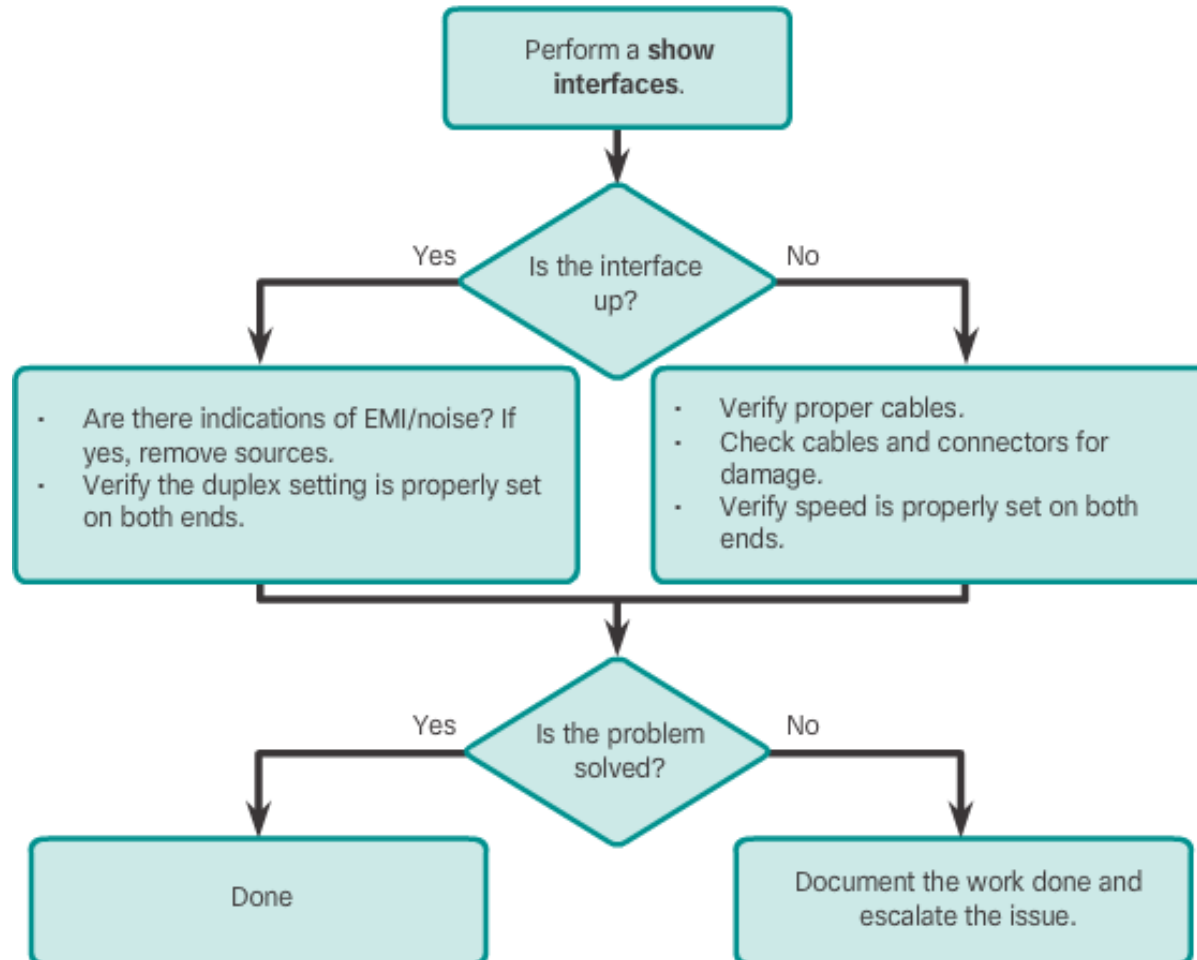 Perform a show
interfaces.
Yes
Is the interface
up?
No
· Are there indications of EMI/noise? If
yes, remove sources.
· Verify the duplex setting is properly set
on both ends.
· Verify proper cables.
· Check cables and connectors for
damage.
· Verify speed is properly set on both
ends.
Yes
Is the problem
solved?
No
Done
Document the work done and
escalate the issue.